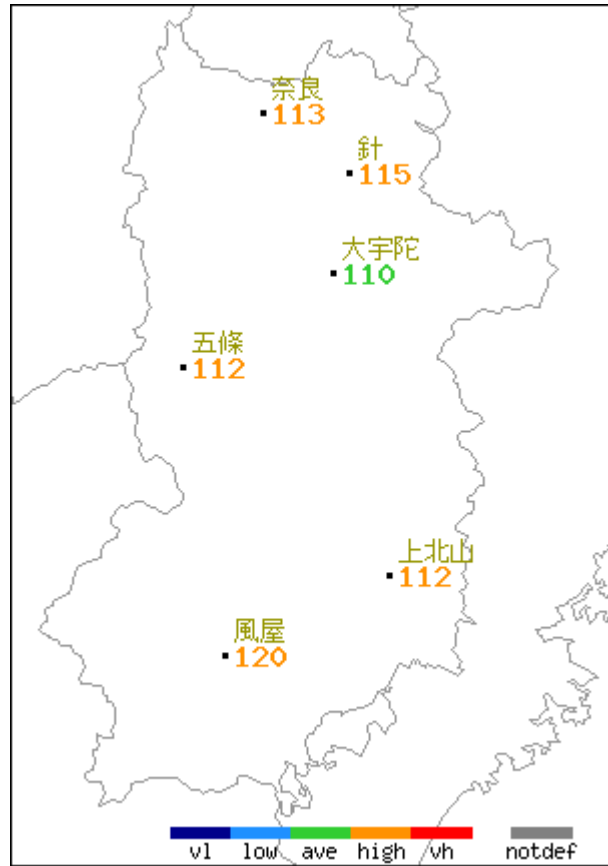 奈良
113
針
115
大宇陀
110
五條
112
上北山
112
風屋
120
vl low ave high vh notdef